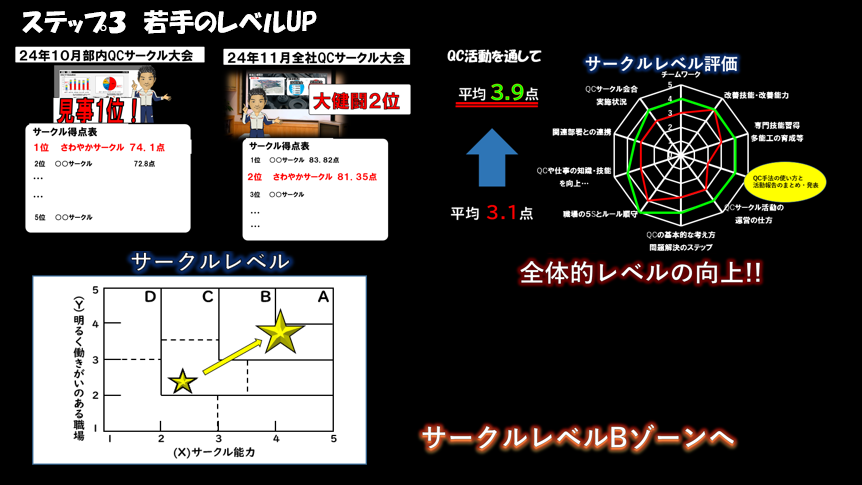 ステップ3 若手のレベルUP
24年10月部内QCサークル大会
見事1位!
サークル得点表
1位 さわやかサークル 74.1点
2位 〇〇サークル 72.8点
…
…
5位 〇〇サークル
24年11月全社QCサークル大会
大健闘2位
サークル得点表
1位 〇〇サークル 83.82点
2位 さわやかサークル 81.35点
3位 〇〇サークル
…
…
QC活動を通して
平均 3.9点
平均 3.1点
サークルレベル評価
チームワーク
改善技能・改善能力
専門技能習得
多能工の育成等
QC手法の使い方と
活動報告のまとめ・発表
QCサークル活動の
運営の仕方
QCの基本的な考え方
問題解決のステップ
職場の5Sとルール順守
QCや仕事の知識・技能
を向上…
関連部署との連携
QCサークル会合
実施状況
5
4
3
2
1
0
全体的レベルの向上!!
サークルレベル
(Y)明るく働きがいのある職場
5
4
3
2
1
D
C
B
A
1
2
3
4
5
(X)サークル能力
サークルレベルBゾーンへ